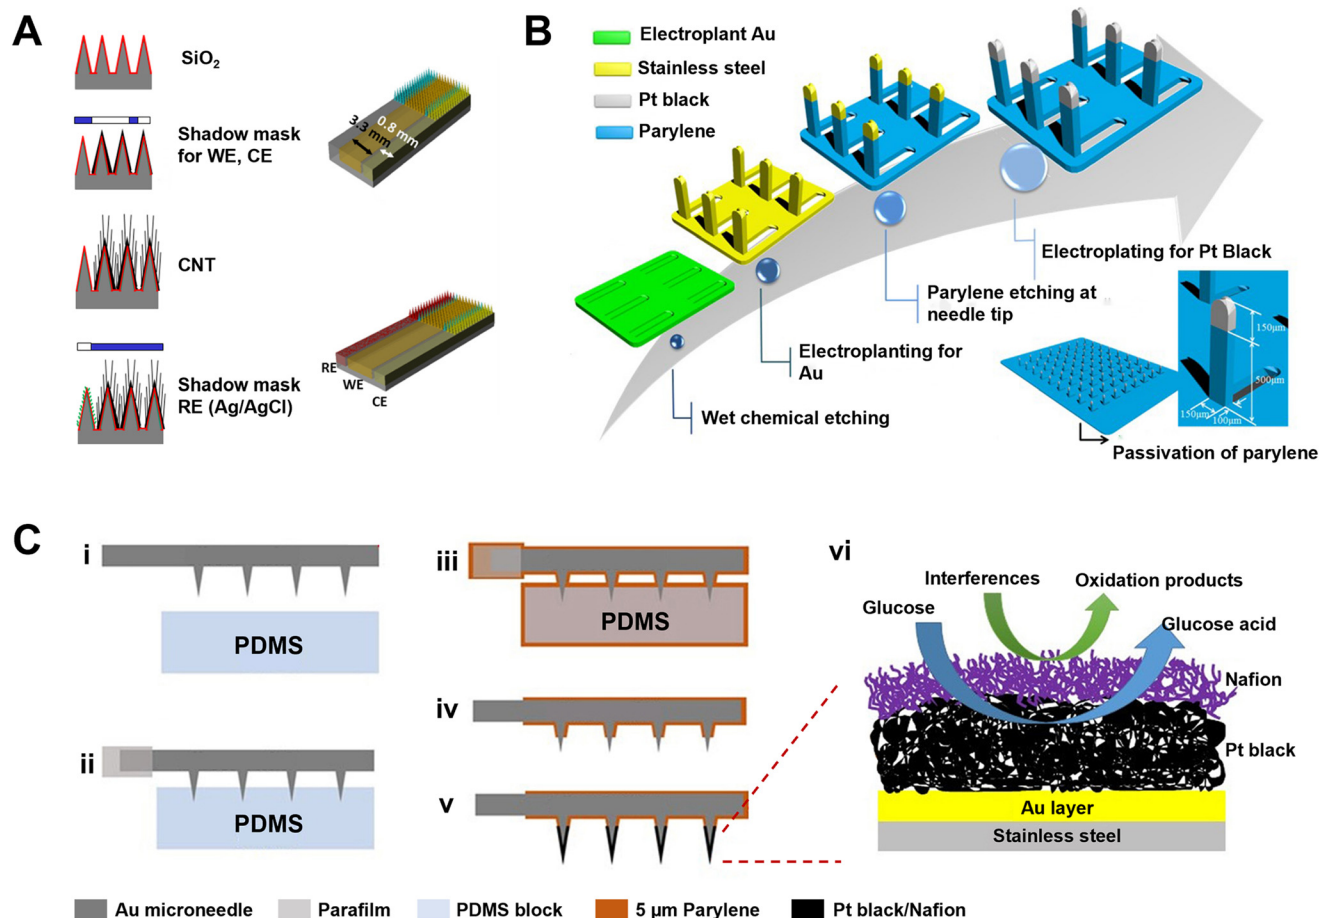 A
SiO2
Shadow mask
for WE, CE
3.3 mm
0.8 mm
CNT
Shadow mask
RE (Ag/AgCl)
RE
WE
CE
B
Electroplant Au
Stainless steel
Pt black
Parylene
Wet chemical etching
Electroplanting for
Au
Parylene etching at
needle tip
Electroplating for Pt Black
150μm
500μm
150μm
100μm
Passivation of parylene
C
i
PDMS
ii
PDMS
iii
PDMS
iv
v
vi
Interferences
Oxidation products
Glucose
Glucose acid
Nafion
Pt black
Au layer
Stainless steel
Au microneedle
Parafilm
PDMS block
5 μm Parylene
Pt black/Nafion